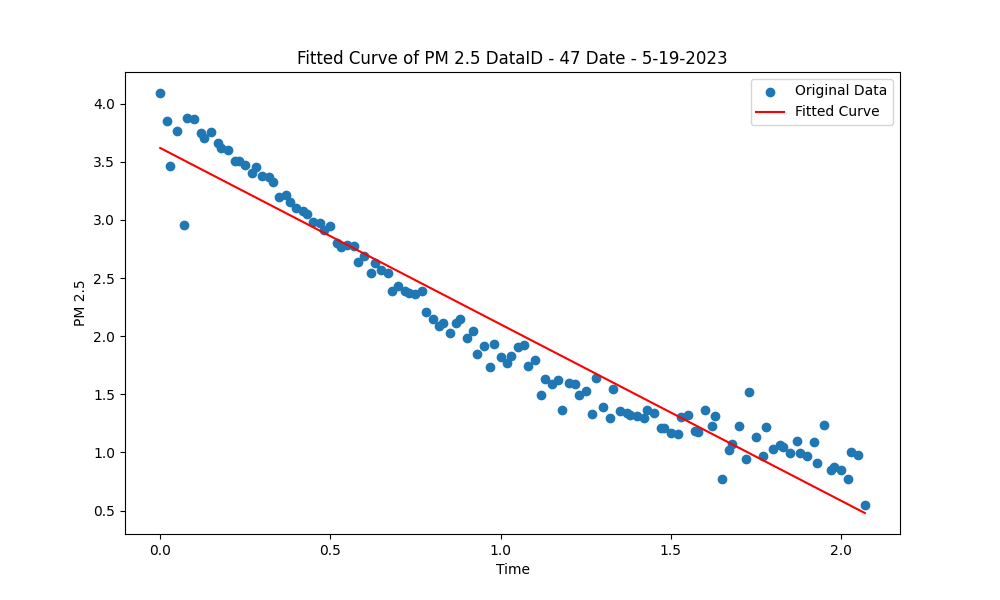 Fitted Curve of PM 2.5 DataID - 47 Date - 5-19-2023
Original Data
Fitted Curve
PM 2.5
4.0
3.5
3.0
2.5
2.0
1.5
1.0
0.5
0.0 0.5 1.0 1.5 2.0
Time